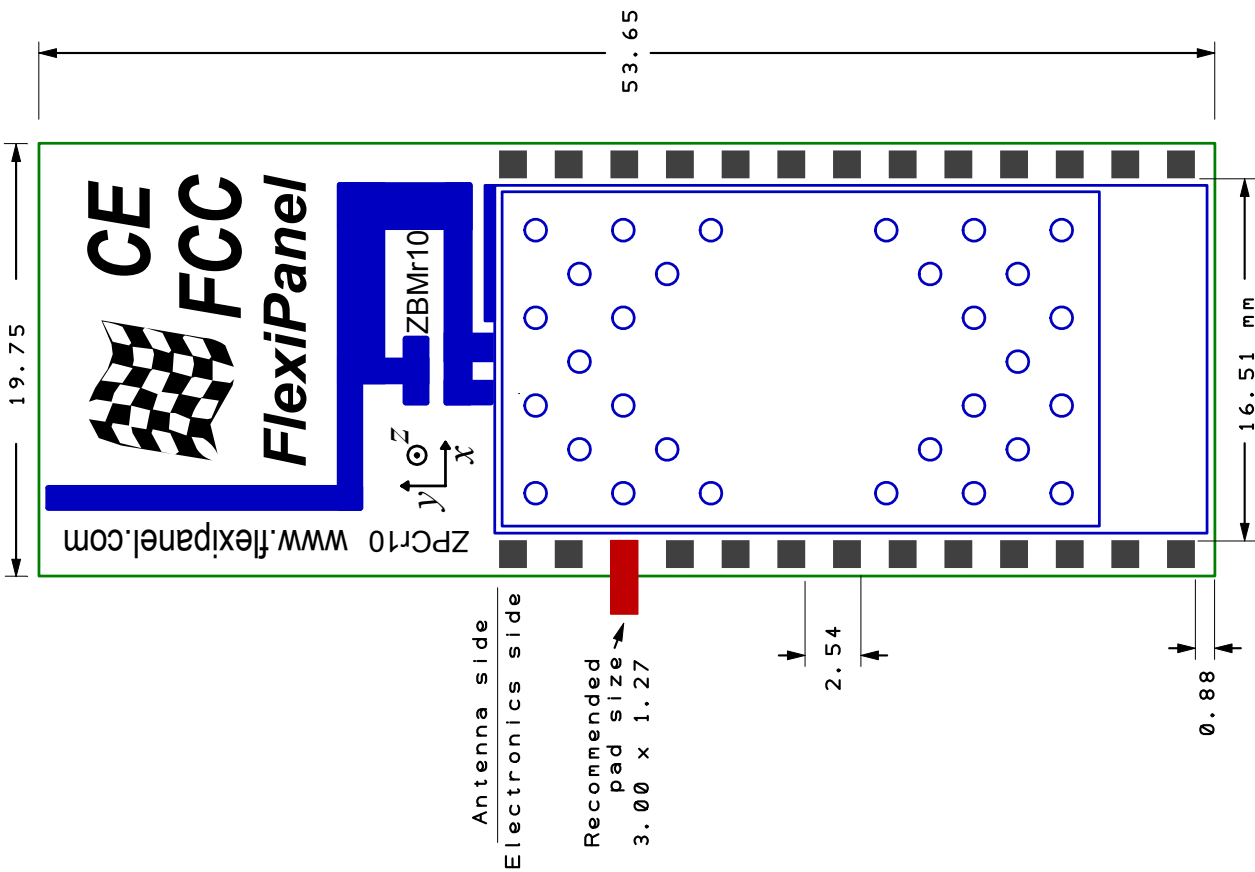 53.65
19.75
CE
FCC
FlexiPanel
ZBMr10
z
y
x
ZPCr10 www.flexipanel.com
16.51 mm
Antenna side
Electronics side
Recommended
pad size
3.00 x 1.27
2.54
0.88